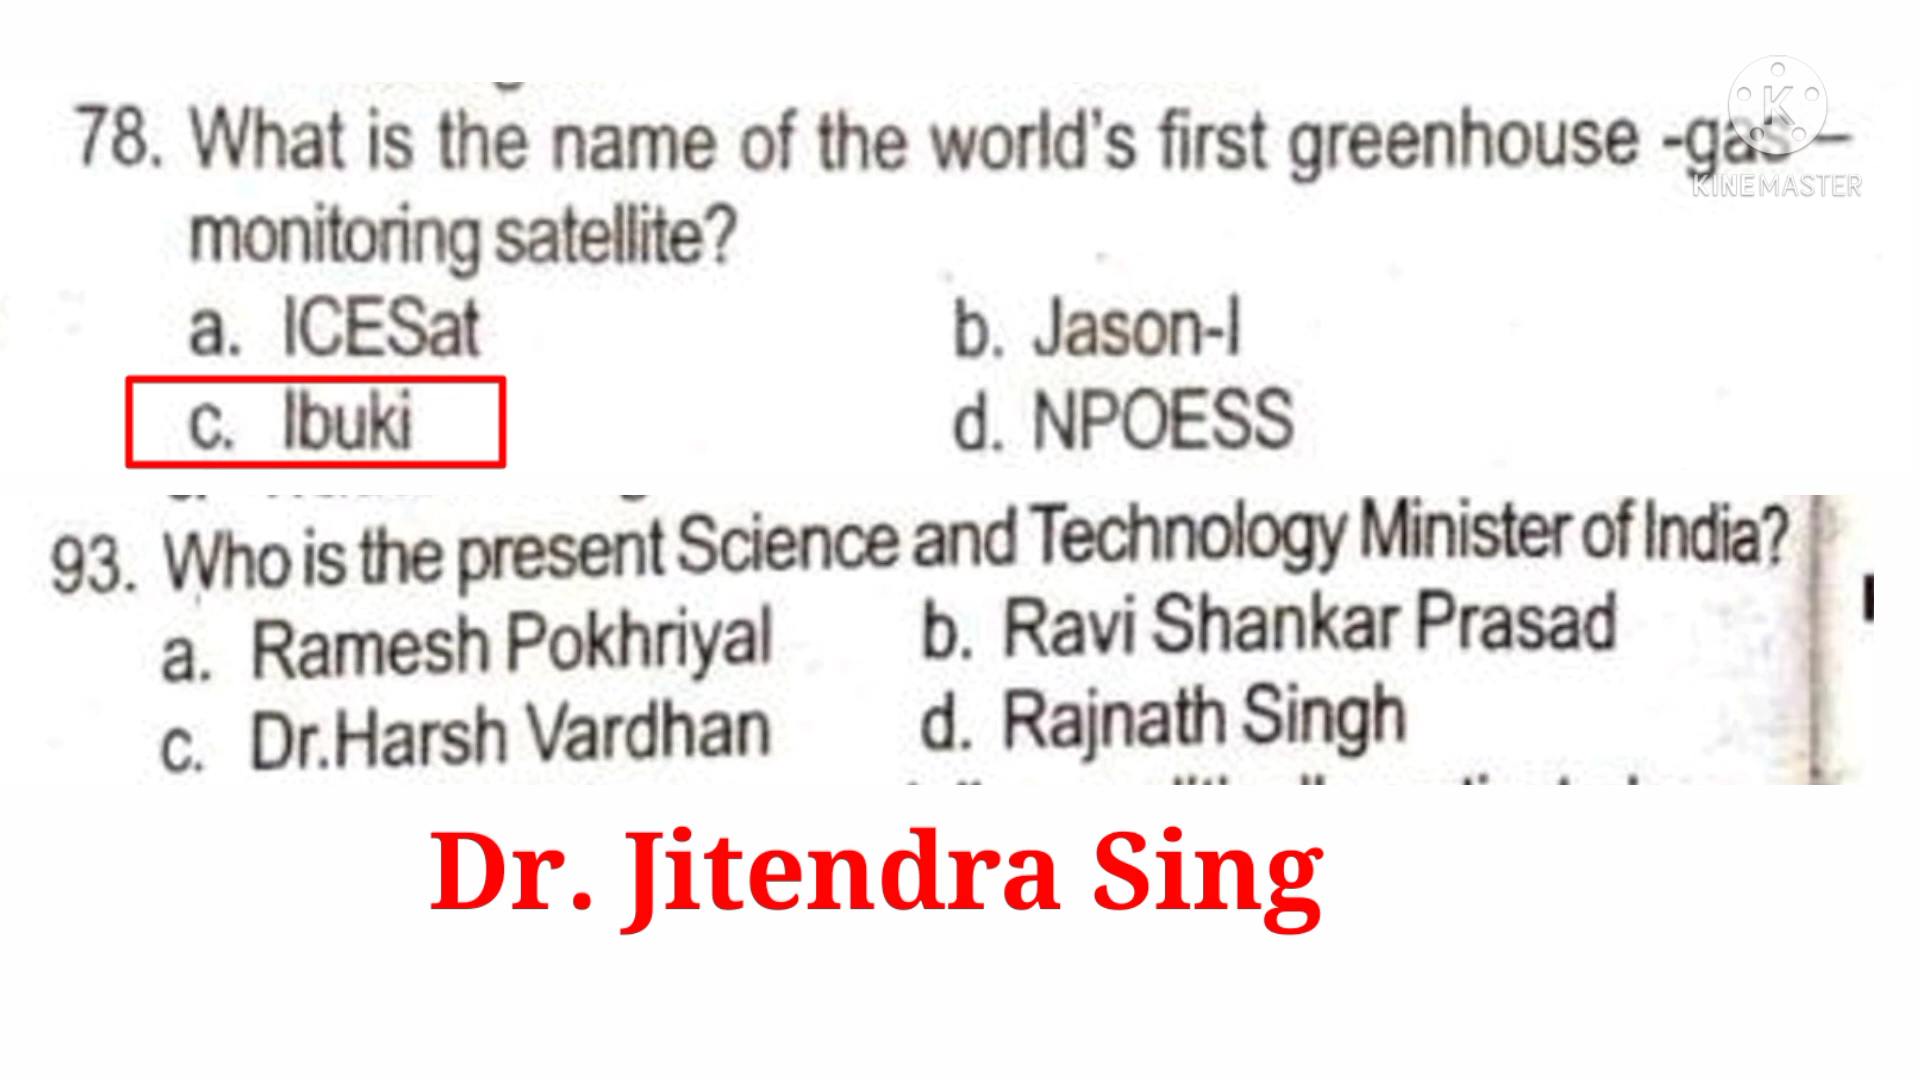 78. What is the name of the world's first greenhouse -gas –
monitoring satellite?
a. ICESat b. Jason-I
c. Ibuki d. NPOESS
93. Who is the present Science and Technology Minister of India?
a. Ramesh Pokhriyal b. Ravi Shankar Prasad
c. Dr.Harsh Vardhan d. Rajnath Singh
Dr. Jitendra Sing
K
KINEMASTER